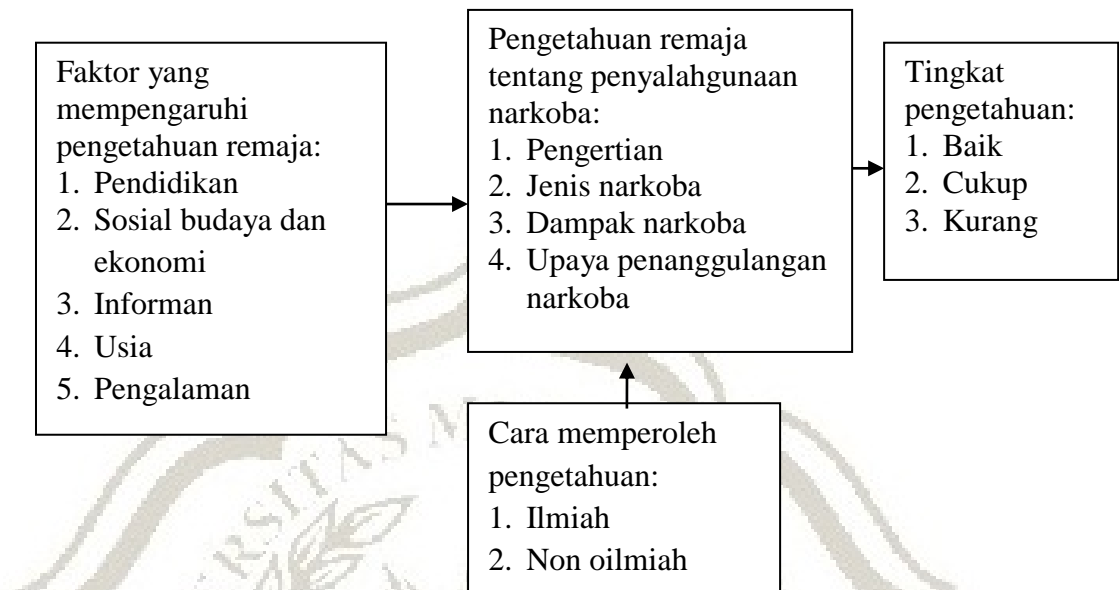 Faktor yang
mempengaruhi
pengetahuan remaja:
1. Pendidikan
2. Sosial budaya dan
ekonomi
3. Informan
4. Usia
5. Pengalaman
Pengetahuan remaja
tentang penyalahgunaan
narkoba:
1. Pengertian
2. Jenis narkoba
3. Dampak narkoba
4. Upaya penanggulangan
narkoba
Tingkat
pengetahuan:
1. Baik
2. Cukup
3. Kurang
Cara memperoleh
pengetahuan:
1. Ilmiah
2. Non oilmiah